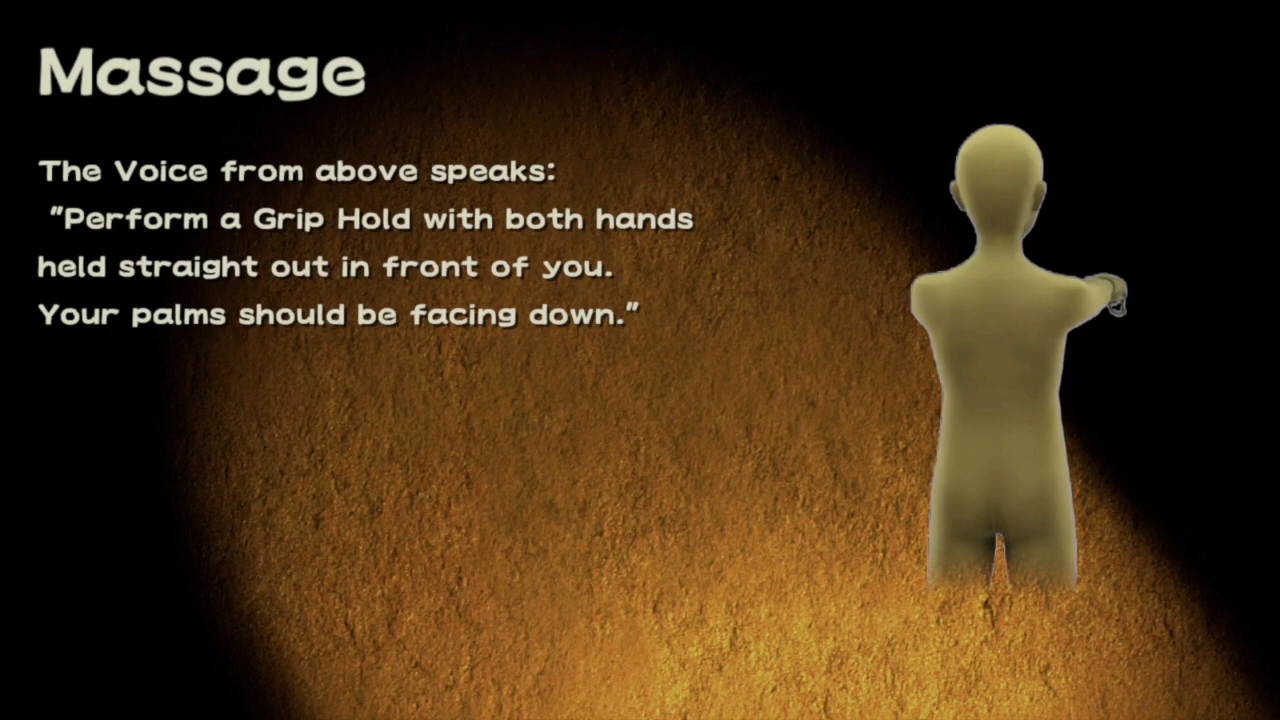 Massage
The Voice from above speaks:
"Perform a Grip Hold with both hands
held straight out in front of you.
Your palms should be facing down."